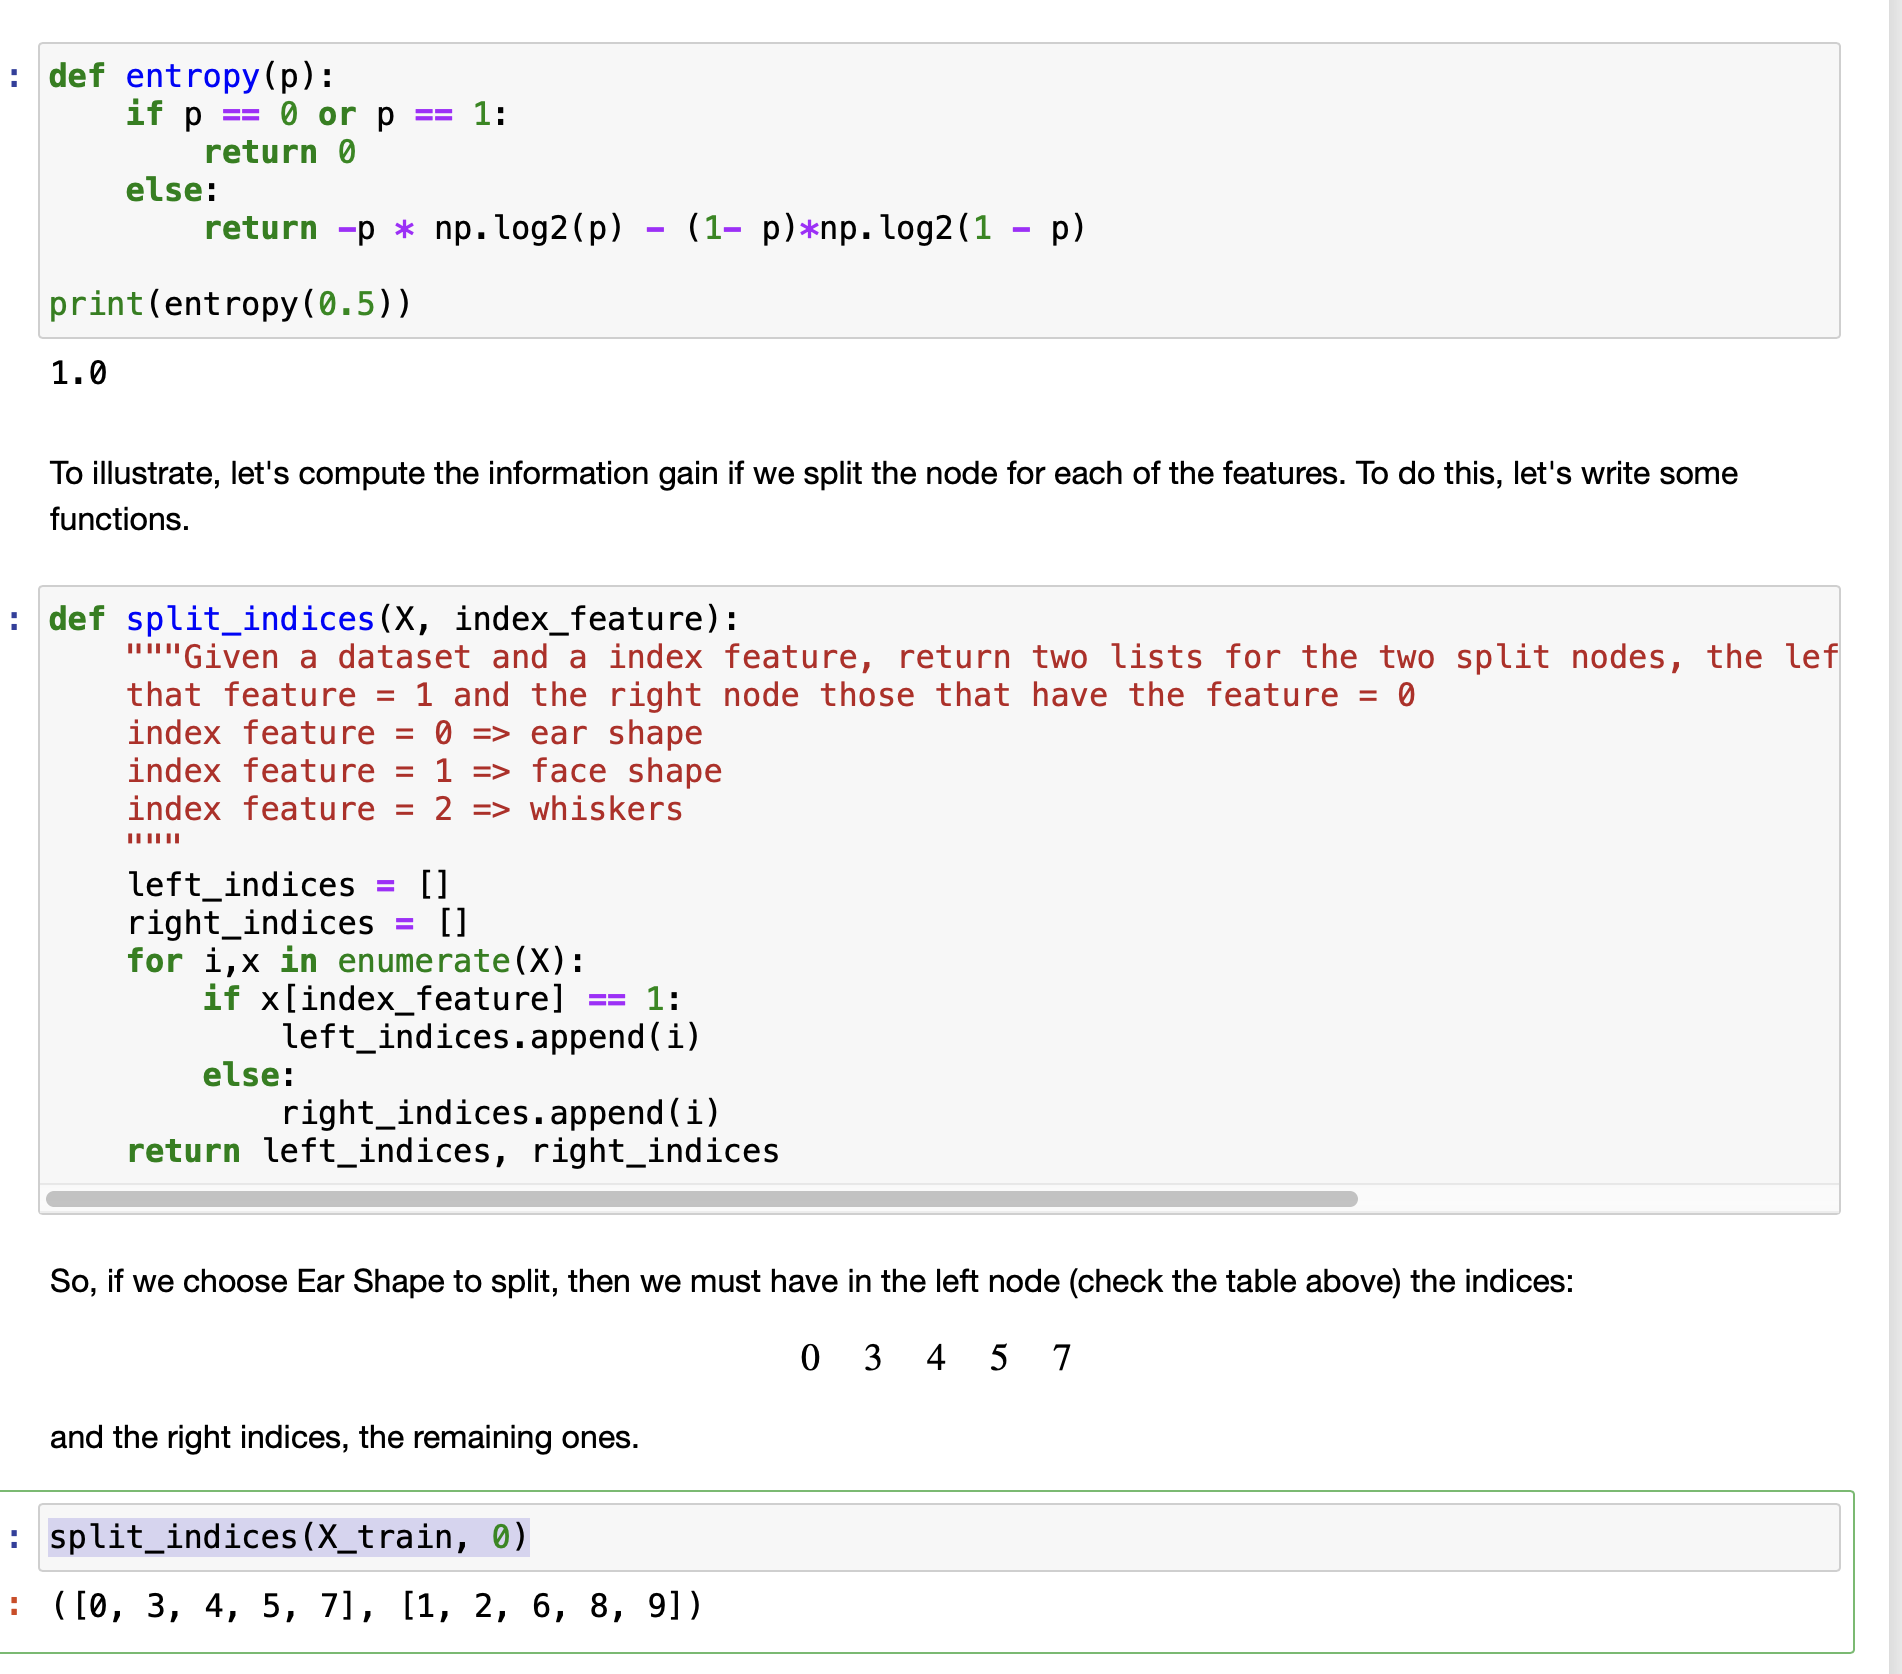 : def entropy(p):
    if p == 0 or p == 1:
        return 0
    else:
        return -p * np.log2(p) - (1- p)*np.log2(1 - p)
print(entropy(0.5))
1.0
To illustrate, let's compute the information gain if we split the node for each of the features. To do this, let's write some
functions.
: def split_indices(X, index_feature):
    """Given a dataset and a index feature, return two lists for the two split nodes, the lef
    that feature = 1 and the right node those that have the feature = 0
    index feature = 0 => ear shape
    index feature = 1 => face shape
    index feature = 2 => whiskers
    """
    left_indices = []
    right_indices = []
    for i,x in enumerate(X):
        if x[index_feature] == 1:
            left_indices.append(i)
        else:
            right_indices.append(i)
    return left_indices, right_indices
So, if we choose Ear Shape to split, then we must have in the left node (check the table above) the indices:
0 3 4 5 7
and the right indices, the remaining ones.
: split_indices(X_train, 0)
: ([0, 3, 4, 5, 7], [1, 2, 6, 8, 9])